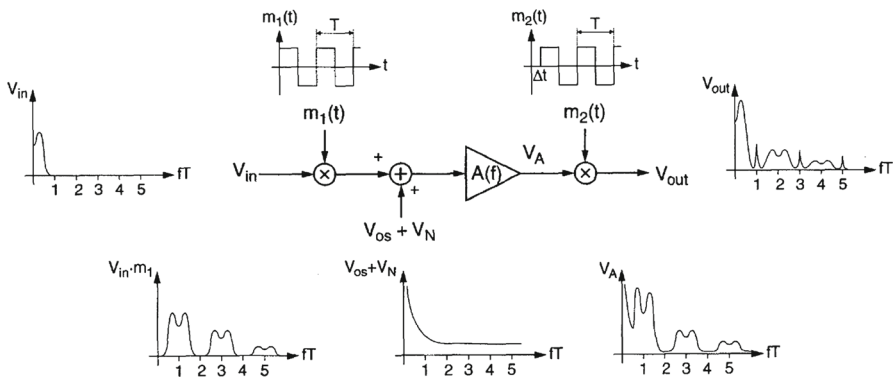 m₁(t)
T
t
m₁(t)
m₂(t)
T
Δt
t
m₂(t)
V_in
1 2 3 4 5 fT
V_in
+
+
+
V_os + V_N
A(f)
V_A
V_out
V_out
1 2 3 4 5 fT
V_in·m₁
1 2 3 4 5 fT
V_os+V_N
1 2 3 4 5 fT
V_A
1 2 3 4 5 fT